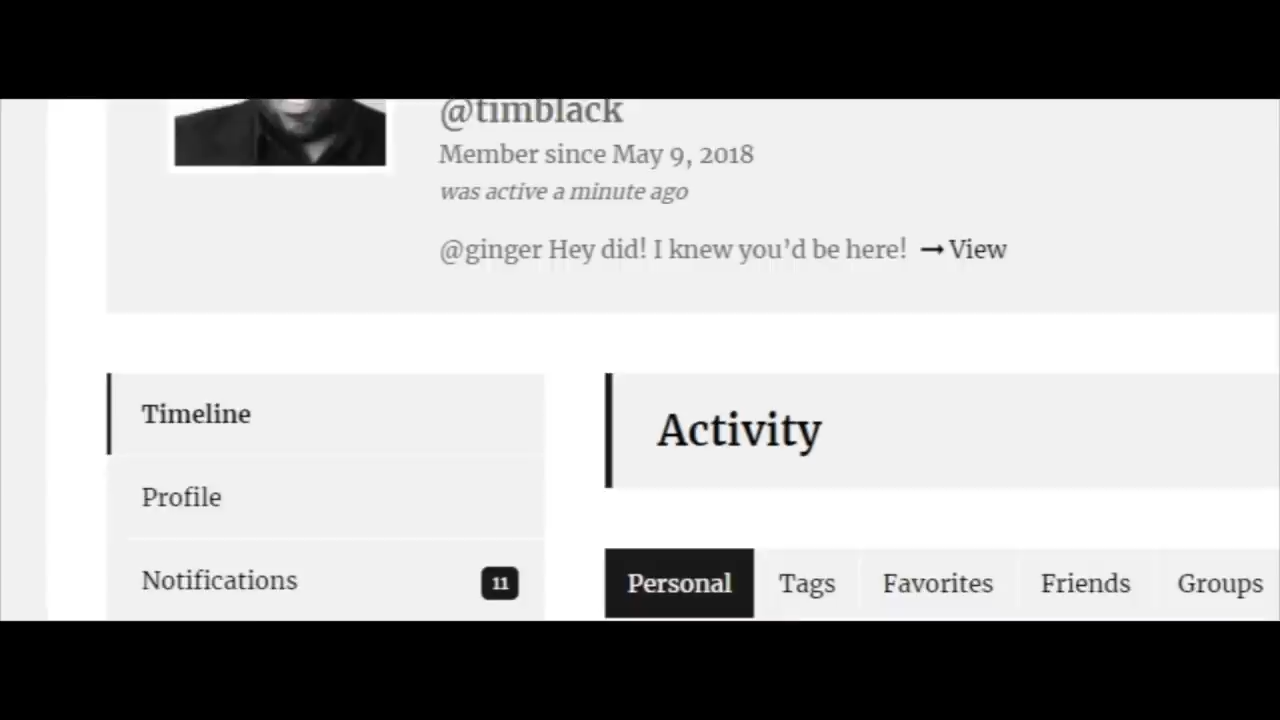 @timblack
Member since May 9, 2018
was active a minute ago
@ginger Hey did! I knew you'd be here! → View
Timeline
Activity
Profile
Notifications 11
Personal Tags Favorites Friends Groups